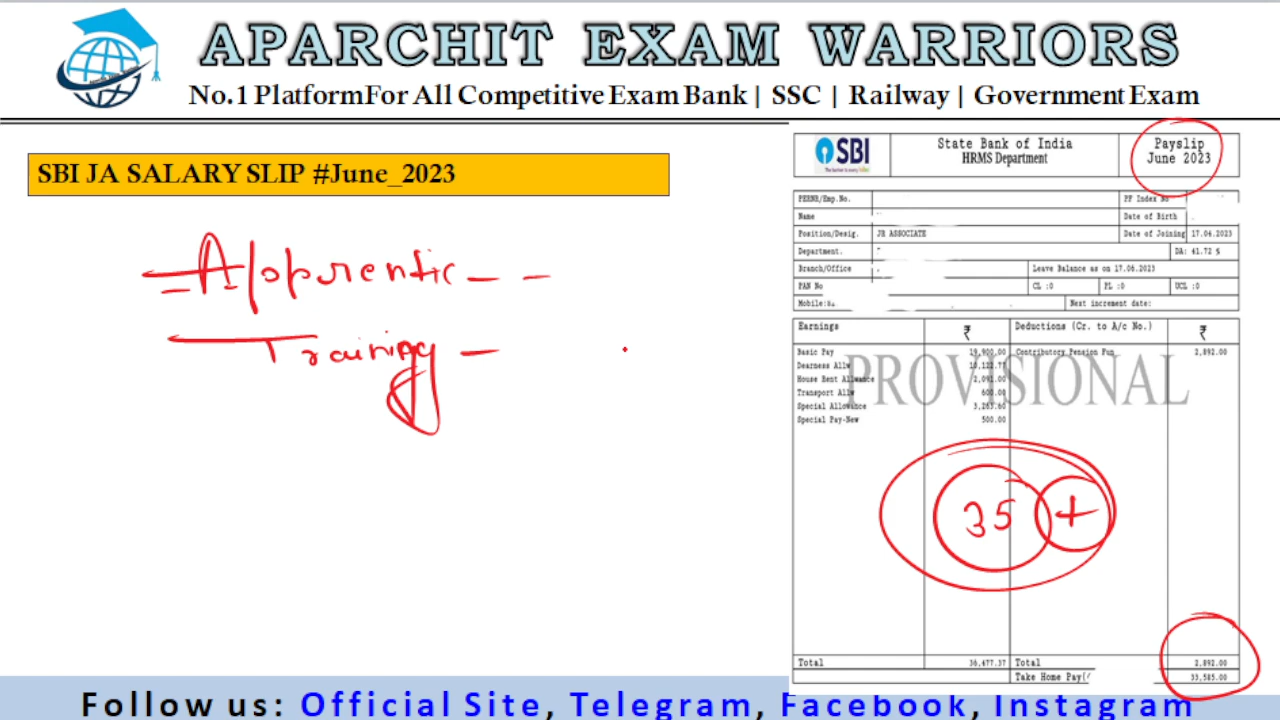 APARCHIT EXAM WARRIORS
No.1 PlatformFor All Competitive Exam Bank | SSC | Railway | Government Exam
SBI JA SALARY SLIP #June_2023
Apprentic - -
Training -
SBI
State Bank of India
HRMS Department
Payslip
June 2023
PERNR/Emp.No.
PF Index No
Name
Date of Birth
Position/Desig. JR ASSOCIATE
Date of Joining 17.04.2023
Department.
DA: 41.72 %
Branch/Office
Leave Balance as on 17.06.2023
PAN No
CL :0 PL :0 UCL :0
Mobile:
Next increment date:
Earnings ₹ Deductions (Cr. to A/c No.) ₹
Basic Pay 19,900.00 Contributory Pension Fun 2,892.00
Dearness Allw
House Rent Allowance
Transport Allw 600.00
Special Allowance
Special Pay-New 500.00
PROVISIONAL
35 +
Total 36,477.37 Total 2,892.00
Take Home Pay( 33,585.00
Follow us: Official Site, Telegram, Facebook, Instagram